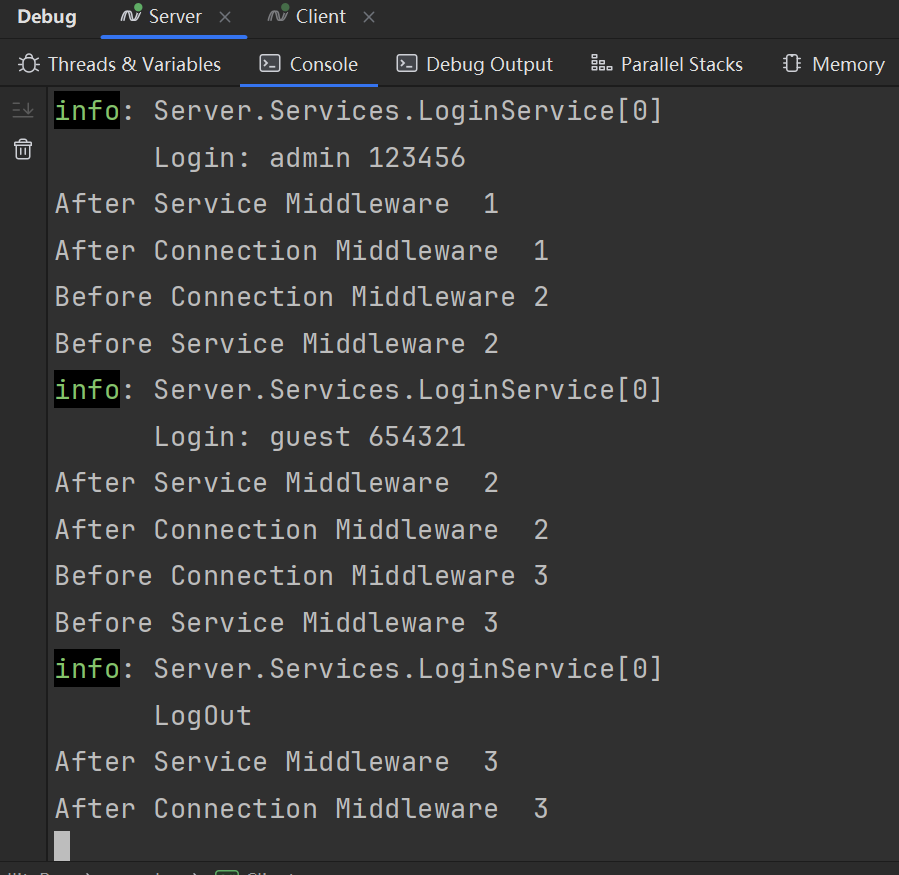 Debug Server Client
Threads & Variables Console Debug Output Parallel Stacks Memory
info: Server.Services.LoginService[0]
Login: admin 123456
After Service Middleware  1
After Connection Middleware  1
Before Connection Middleware 2
Before Service Middleware 2
info: Server.Services.LoginService[0]
Login: guest 654321
After Service Middleware  2
After Connection Middleware  2
Before Connection Middleware 3
Before Service Middleware 3
info: Server.Services.LoginService[0]
LogOut
After Service Middleware  3
After Connection Middleware  3